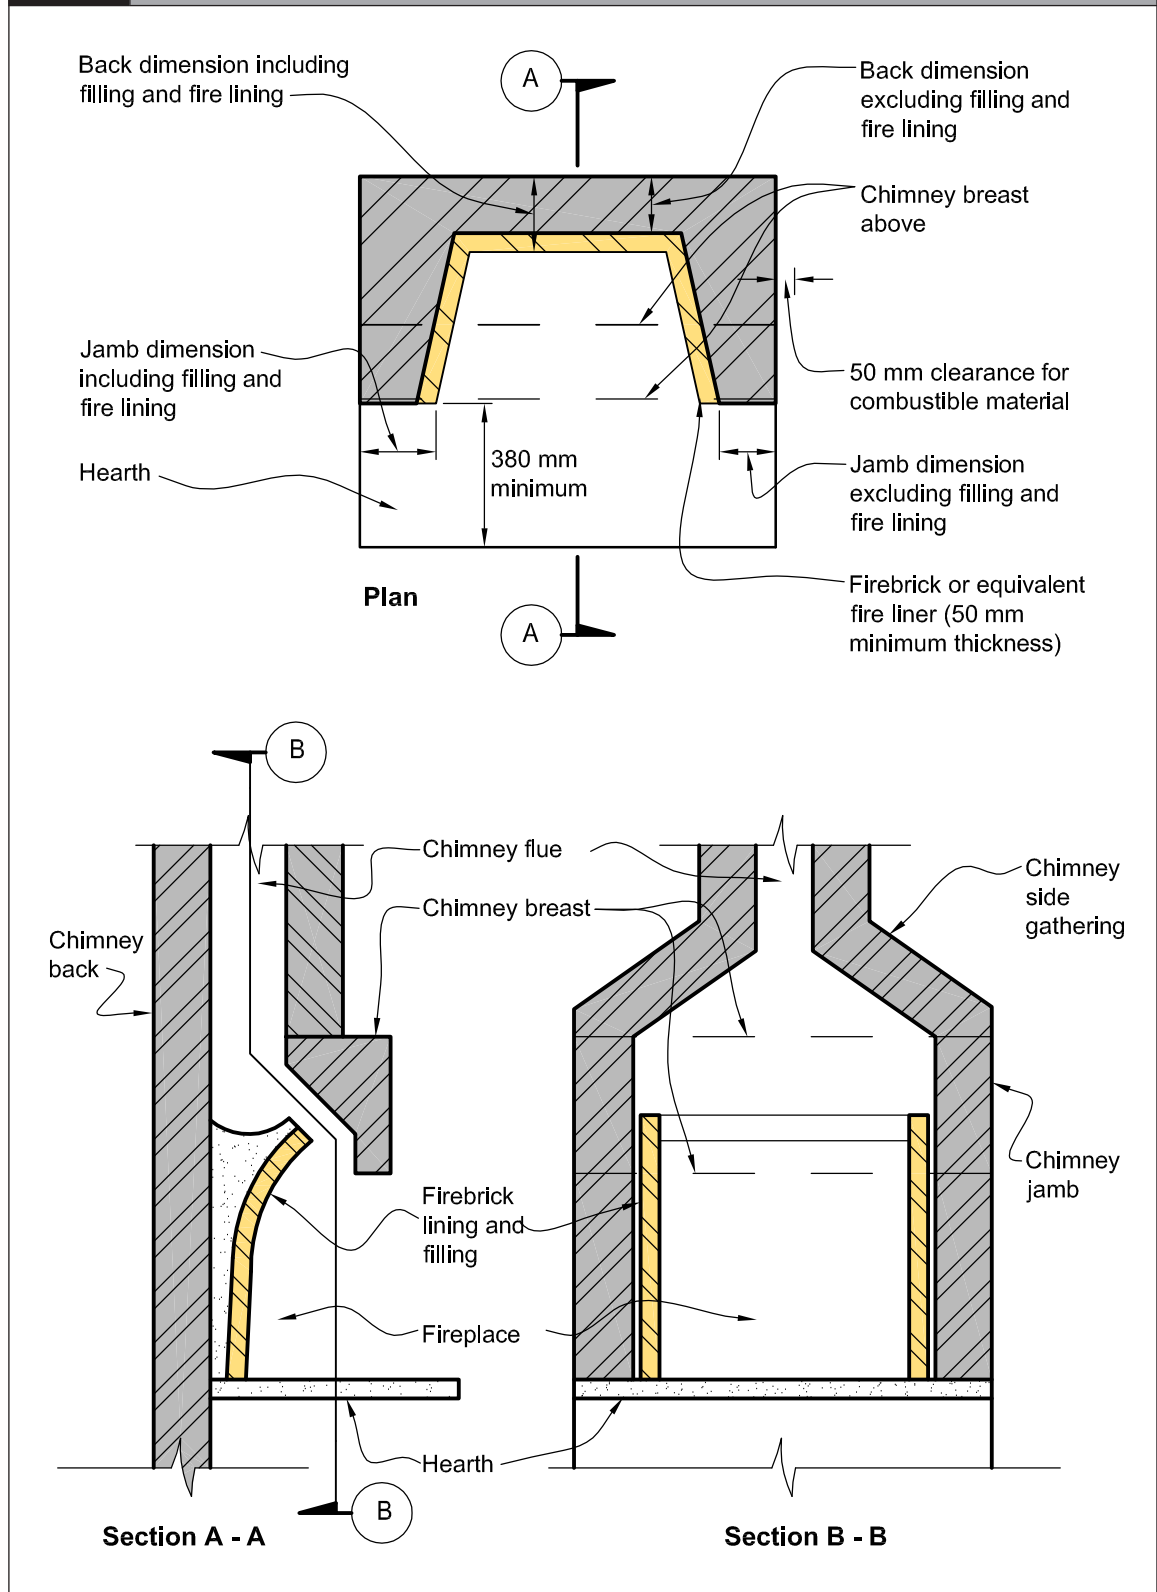 Back dimension including
filling and fire lining
A
Back dimension
excluding filling and
fire lining
Chimney breast
above
Jamb dimension
including filling and
fire lining
50 mm clearance for
combustible material
Hearth
380 mm
minimum
Jamb dimension
excluding filling and
fire lining
Plan
A
Firebrick or equivalent
fire liner (50 mm
minimum thickness)
B
Chimney flue
Chimney
side
gathering
Chimney breast
Chimney
back
Firebrick
lining and
filling
Chimney
jamb
Fireplace
Hearth
B
Section A - A
Section B - B